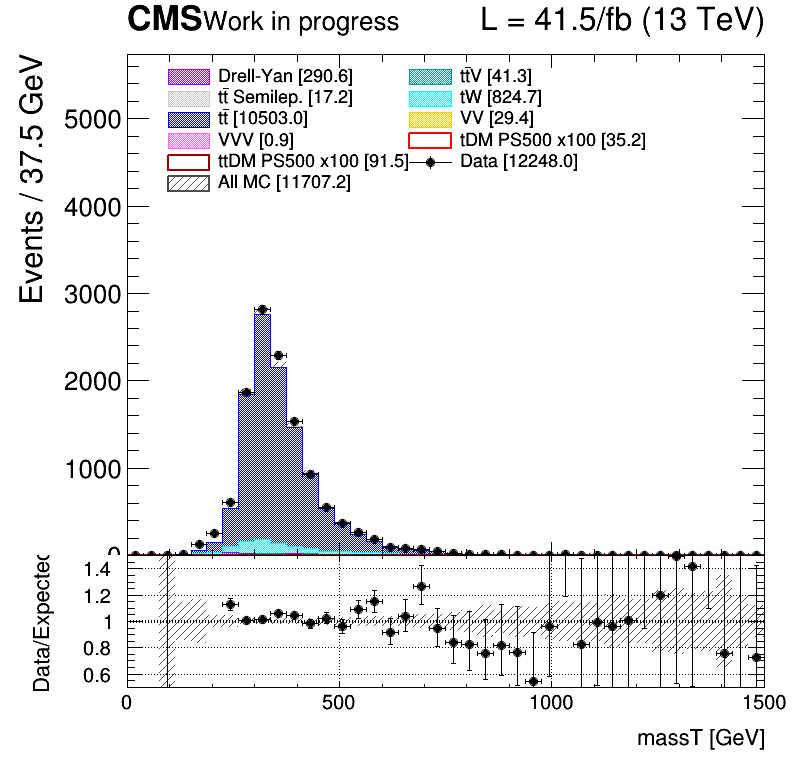 CMS Work in progress L = 41.5/fb (13 TeV)
Events / 37.5 GeV
Drell-Yan [290.6] tt̄V [41.3]
tt̄ Semilep. [17.2] tW [824.7]
tt̄ [10503.0] VV [29.4]
VVV [0.9] tDM PS500 x100 [35.2]
ttDM PS500 x100 [91.5] Data [12248.0]
All MC [11707.2]
5000
4000
3000
2000
1000
0
Data/Expected
1.4
1.2
1
0.8
0.6
0 500 1000 1500
massT [GeV]